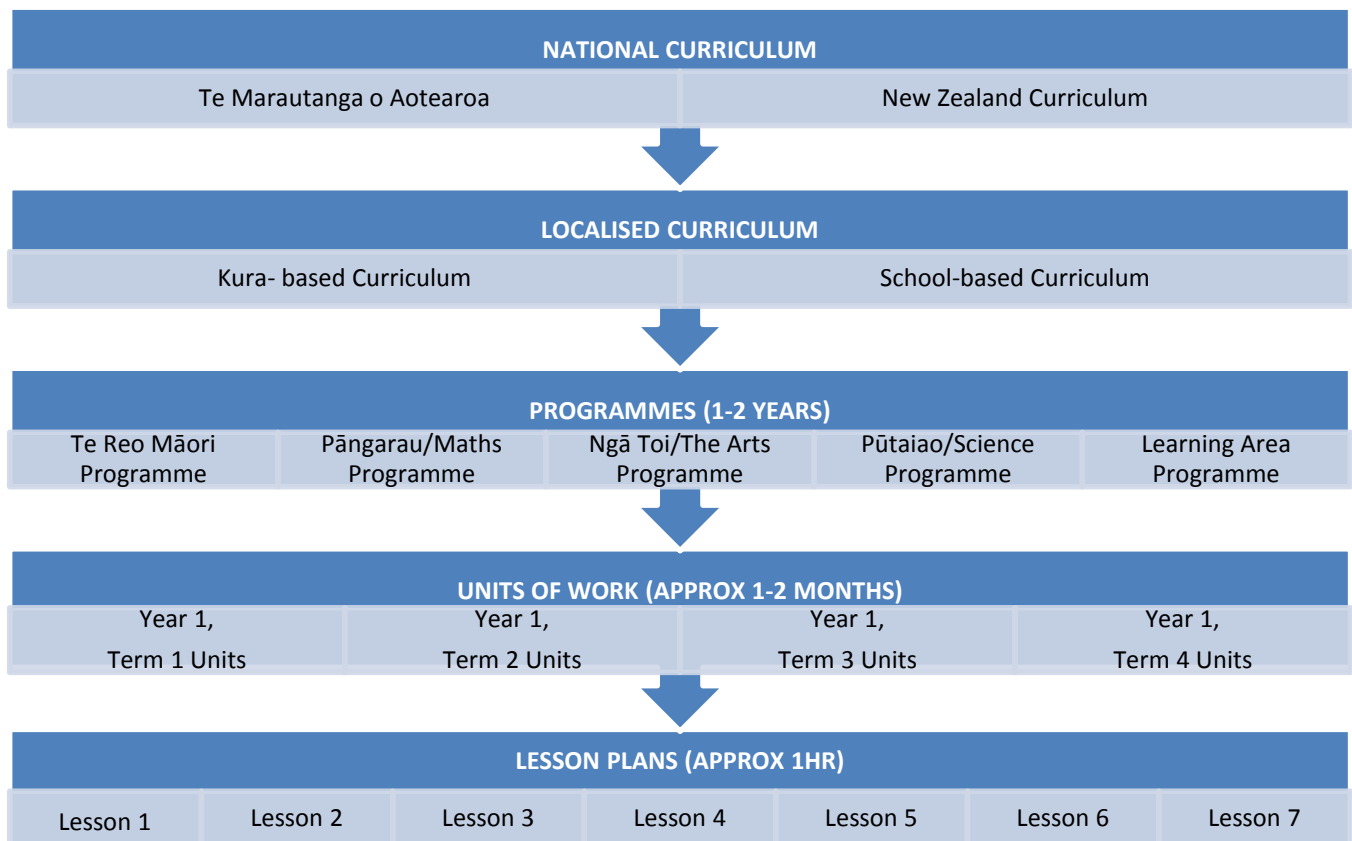 NATIONAL CURRICULUM
Te Marautanga o Aotearoa
New Zealand Curriculum
LOCALISED CURRICULUM
Kura- based Curriculum
School-based Curriculum
PROGRAMMES (1-2 YEARS)
Te Reo Māori
Programme
Pāngarau/Maths
Programme
Ngā Toi/The Arts
Programme
Pūtaiao/Science
Programme
Learning Area
Programme
UNITS OF WORK (APPROX 1-2 MONTHS)
Year 1,
Term 1 Units
Year 1,
Term 2 Units
Year 1,
Term 3 Units
Year 1,
Term 4 Units
LESSON PLANS (APPROX 1HR)
Lesson 1
Lesson 2
Lesson 3
Lesson 4
Lesson 5
Lesson 6
Lesson 7